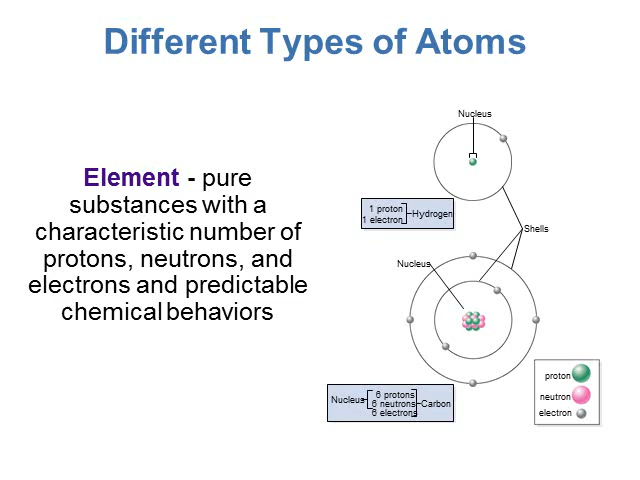 Different Types of Atoms
Element - pure
substances with a
characteristic number of
protons, neutrons, and
electrons and predictable
chemical behaviors
Nucleus
1 proton
1 electron
Hydrogen
Shells
Nucleus
Nucleus
6 protons
6 neutrons
6 electrons
Carbon
proton
neutron
electron